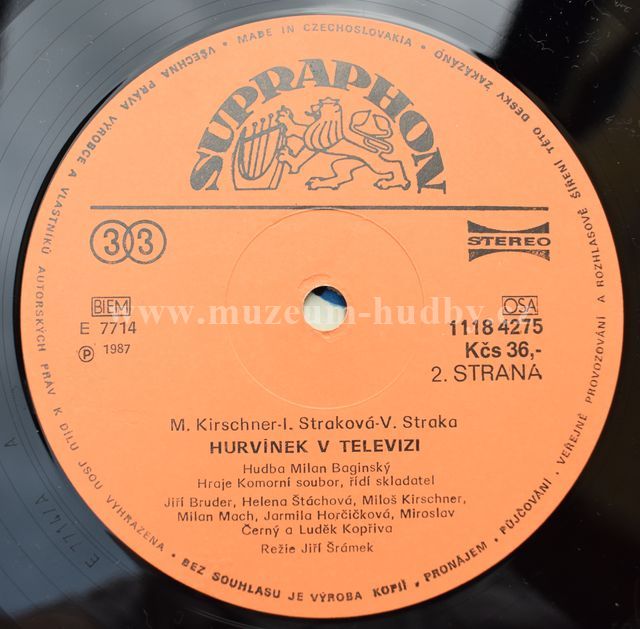 VŠECHNA PRÁVA VÝROBCE A VLASTNÍKŮ AUTORSKÝCH PRÁV K DÍLU JSOU VYHRAZENA • BEZ SOUHLASU JE VÝROBA KOPIÍ, PRONÁJEM, PŮJČOVÁNÍ • VEŘEJNÉ PROVOZOVÁNÍ A ROZHLASOVÉ ŠÍŘENÍ TÉTO DESKY ZAKÁZÁNO • MADE IN CZECHOSLOVAKIA •
SUPRAPHON
33
STEREO
BIEM
OSA
www.muzeum-hudby.cz
E 7714
1118 4275
℗ 1987
Kčs 36,-
2. STRANA
M. Kirschner-I. Straková-V. Straka
HURVÍNEK V TELEVIZI
Hudba Milan Baginský
Hraje Komorní soubor, řídí skladatel
Jiří Bruder, Helena Štáchová, Miloš Kirschner,
Milan Mach, Jarmila Horčičková, Miroslav
Černý a Luděk Kopřiva
Režie Jiří Šrámek
E 7714/A
A